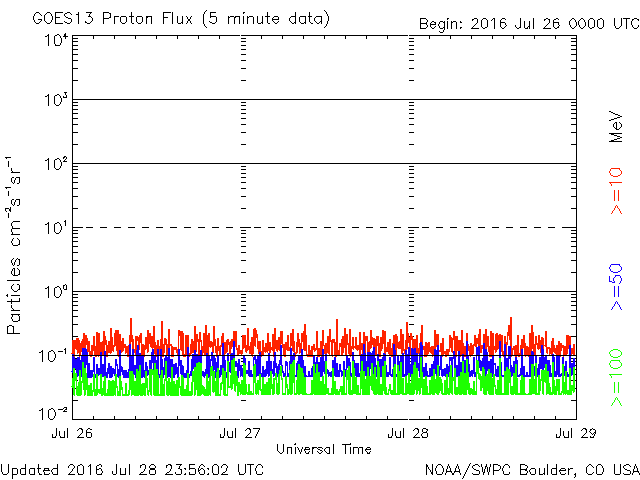 GOES13 Proton Flux (5 minute data)
Begin: 2016 Jul 26 0000 UTC
Particles cm⁻²s⁻¹sr⁻¹
10⁴
10³
10²
10¹
10⁰
10⁻¹
10⁻²
Jul 26
Jul 27
Jul 28
Jul 29
Universal Time
MeV
>=10
>=50
>=100
Updated 2016 Jul 28 23:56:02 UTC
NOAA/SWPC Boulder, CO USA